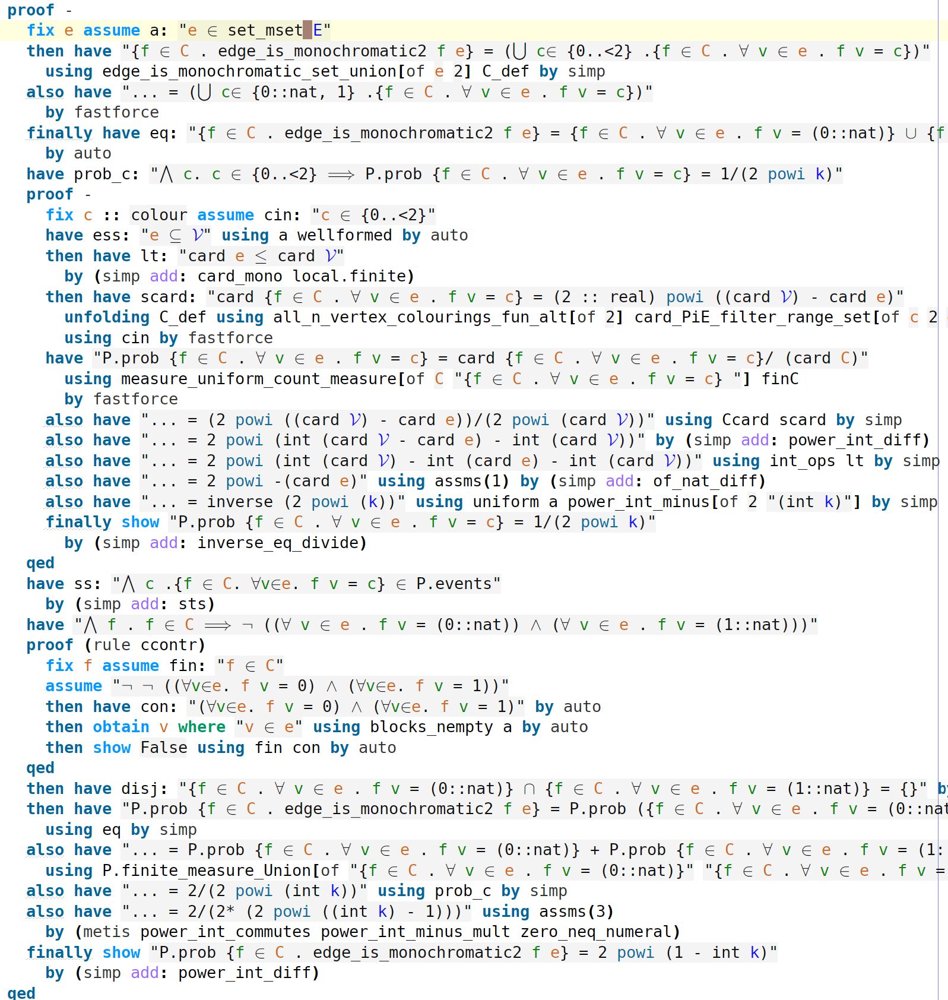 proof -
fix e assume a: "e ∈ set_mset E"
then have "{f ∈ C . edge_is_monochromatic2 f e} = (⋃ c∈ {0..<2} .{f ∈ C . ∀ v ∈ e . f v = c})"
using edge_is_monochromatic_set_union[of e 2] C_def by simp
also have "... = (⋃ c∈ {0::nat, 1} .{f ∈ C . ∀ v ∈ e . f v = c})"
by fastforce
finally have eq: "{f ∈ C . edge_is_monochromatic2 f e} = {f ∈ C . ∀ v ∈ e . f v = (0::nat)} ∪ {f
by auto
have prob_c: "⋀ c. c ∈ {0..<2} ⟹ P.prob {f ∈ C . ∀ v ∈ e . f v = c} = 1/(2 powi k)"
proof -
fix c :: colour assume cin: "c ∈ {0..<2}"
have ess: "e ⊆ 𝒱" using a wellformed by auto
then have lt: "card e ≤ card 𝒱"
by (simp add: card_mono local.finite)
then have scard: "card {f ∈ C . ∀ v ∈ e . f v = c} = (2 :: real) powi ((card 𝒱) - card e)"
unfolding C_def using all_n_vertex_colourings_fun_alt[of 2] card_PiE_filter_range_set[of c 2
using cin by fastforce
have "P.prob {f ∈ C . ∀ v ∈ e . f v = c} = card {f ∈ C . ∀ v ∈ e . f v = c}/ (card C)"
using measure_uniform_count_measure[of C "{f ∈ C . ∀ v ∈ e . f v = c} "] finC
by fastforce
also have "... = (2 powi ((card 𝒱) - card e))/(2 powi (card 𝒱))" using Ccard scard by simp
also have "... = 2 powi (int (card 𝒱 - card e) - int (card 𝒱))" by (simp add: power_int_diff)
also have "... = 2 powi (int (card 𝒱) - int (card e) - int (card 𝒱))" using int_ops lt by simp
also have "... = 2 powi -(card e)" using assms(1) by (simp add: of_nat_diff)
also have "... = inverse (2 powi (k))" using uniform a power_int_minus[of 2 "(int k)"] by simp
finally show "P.prob {f ∈ C . ∀ v ∈ e . f v = c} = 1/(2 powi k)"
by (simp add: inverse_eq_divide)
qed
have ss: "⋀ c .{f ∈ C. ∀v∈e. f v = c} ∈ P.events"
by (simp add: sts)
have "⋀ f . f ∈ C ⟹ ¬ ((∀ v ∈ e . f v = (0::nat)) ∧ (∀ v ∈ e . f v = (1::nat)))"
proof (rule ccontr)
fix f assume fin: "f ∈ C"
assume "¬ ¬ ((∀v∈e. f v = 0) ∧ (∀v∈e. f v = 1))"
then have con: "(∀v∈e. f v = 0) ∧ (∀v∈e. f v = 1)" by auto
then obtain v where "v ∈ e" using blocks_nempty a by auto
then show False using fin con by auto
qed
then have disj: "{f ∈ C . ∀ v ∈ e . f v = (0::nat)} ∩ {f ∈ C . ∀ v ∈ e . f v = (1::nat)} = {}" by
then have "P.prob {f ∈ C . edge_is_monochromatic2 f e} = P.prob ({f ∈ C . ∀ v ∈ e . f v = (0::nat
using eq by simp
also have "... = P.prob {f ∈ C . ∀ v ∈ e . f v = (0::nat)} + P.prob {f ∈ C . ∀ v ∈ e . f v = (1:
using P.finite_measure_Union[of "{f ∈ C . ∀ v ∈ e . f v = (0::nat)}" "{f ∈ C . ∀ v ∈ e . f v =
also have "... = 2/(2 powi (int k))" using prob_c by simp
also have "... = 2/(2* (2 powi ((int k) - 1)))" using assms(3)
by (metis power_int_commutes power_int_minus_mult zero_neq_numeral)
finally show "P.prob {f ∈ C . edge_is_monochromatic2 f e} = 2 powi (1 - int k)"
by (simp add: power_int_diff)
qed